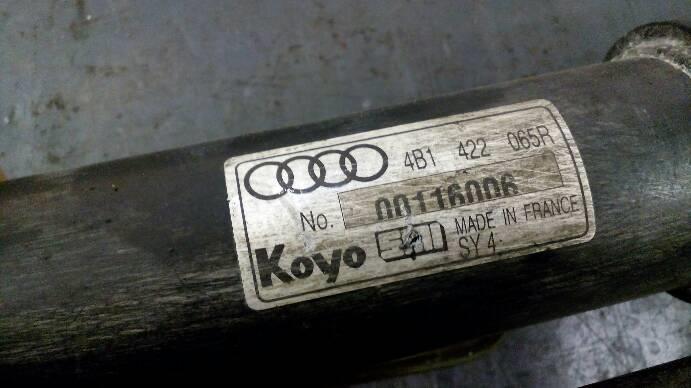 4B1 422 065R
No. 00116006
Koyo
MADE IN FRANCE
SY 4